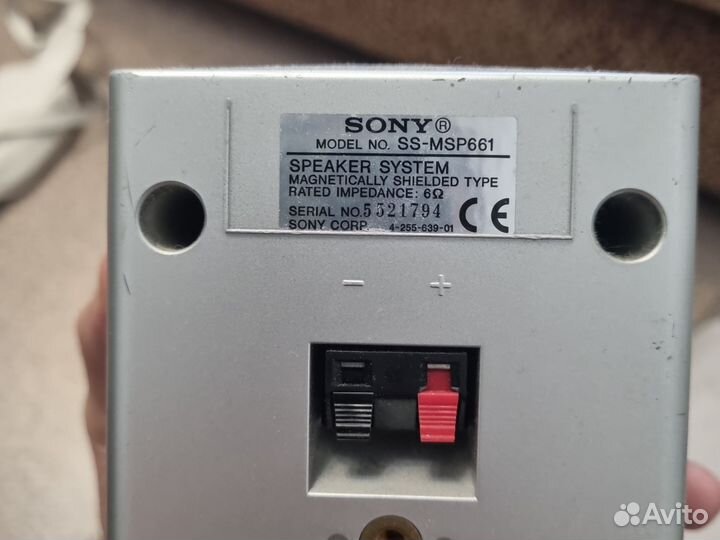 SONY®
MODEL NO. SS-MSP661
SPEAKER SYSTEM
MAGNETICALLY SHIELDED TYPE
RATED IMPEDANCE: 6Ω
SERIAL NO.5521794
SONY CORP. 4-255-639-01
CE
− +
Avito